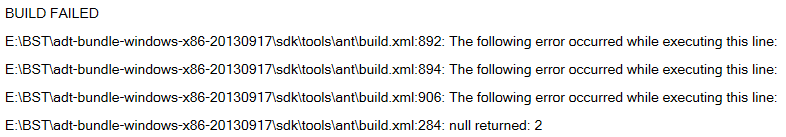 BUILD FAILED
E:\BST\adt-bundle-windows-x86-20130917\sdk\tools\ant\build.xml:892: The following error occurred while executing this line:
E:\BST\adt-bundle-windows-x86-20130917\sdk\tools\ant\build.xml:894: The following error occurred while executing this line:
E:\BST\adt-bundle-windows-x86-20130917\sdk\tools\ant\build.xml:906: The following error occurred while executing this line:
E:\BST\adt-bundle-windows-x86-20130917\sdk\tools\ant\build.xml:284: null returned: 2